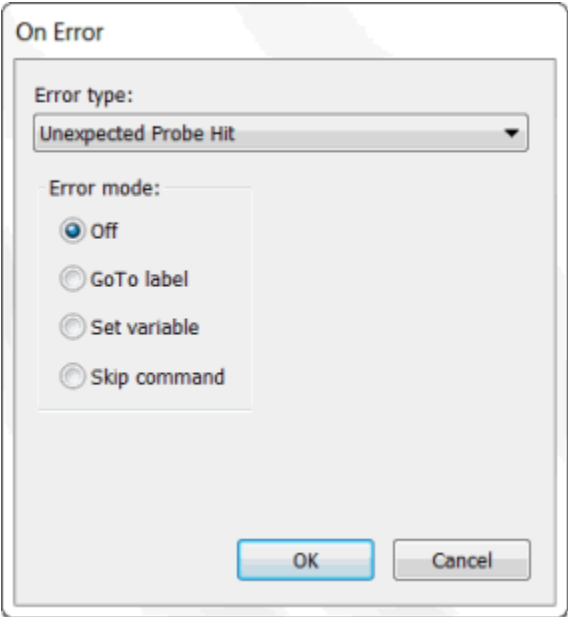 On Error
Error type:
Unexpected Probe Hit
Error mode:
Off
GoTo label
Set variable
Skip command
OK
Cancel